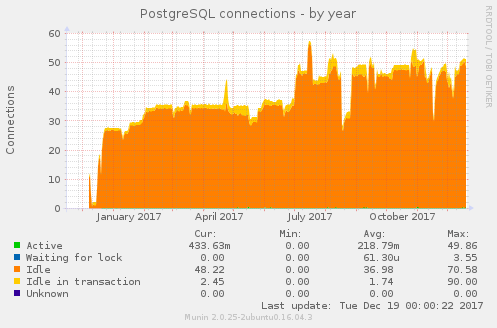 PostgreSQL connections - by year
RRDTOOL / TOBI OETIKER
Connections
60
50
40
30
20
10
0
January 2017 April 2017 July 2017 October 2017
Cur: Min: Avg: Max:
Active 433.63m 0.00 218.79m 49.86
Waiting for lock 0.00 0.00 61.30u 3.55
Idle 48.22 0.00 36.98 70.58
Idle in transaction 2.45 0.00 1.74 90.00
Unknown 0.00 0.00 0.00 0.00
Last update: Tue Dec 19 00:00:22 2017
Munin 2.0.25-2ubuntu0.16.04.3